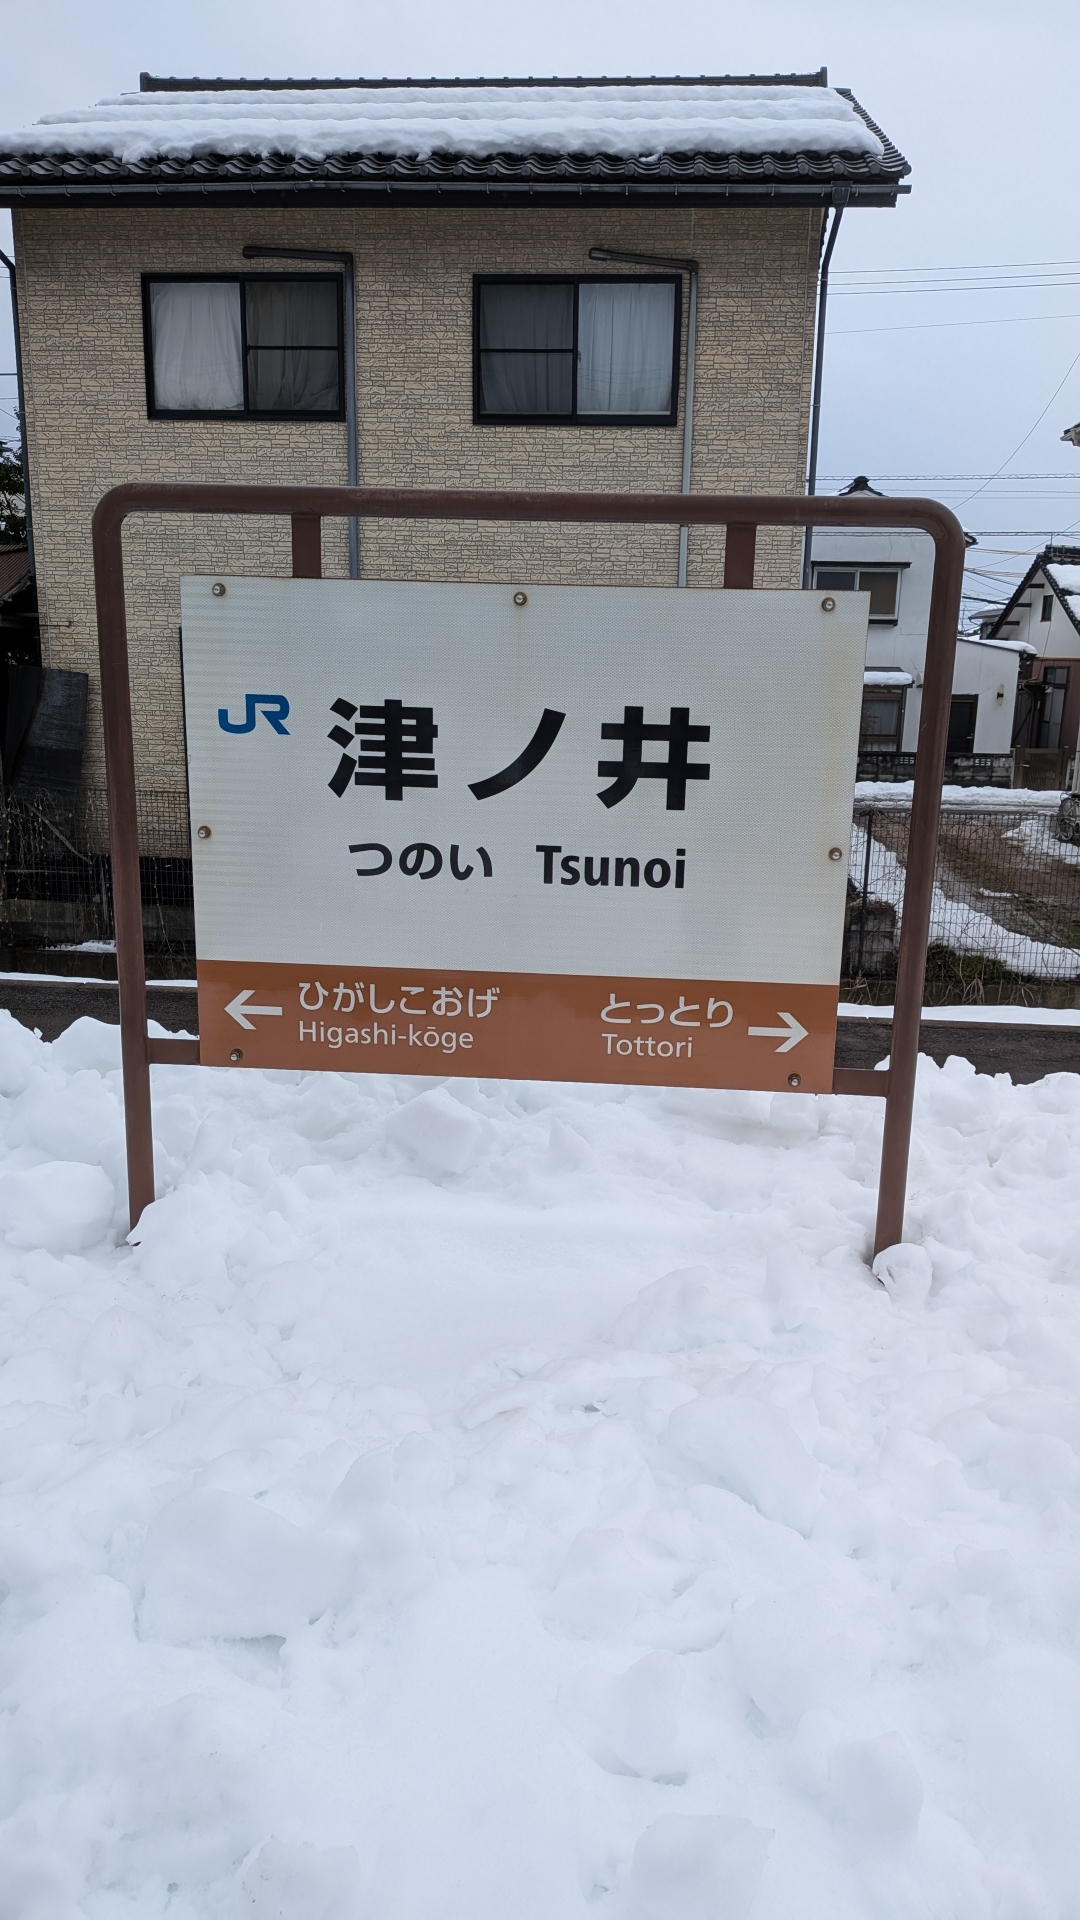 JR 津ノ井
つのい Tsunoi
← ひがしこおげ とっとり →
Higashi-kōge Tottori